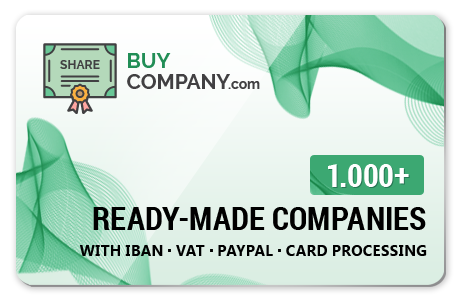 SHARE
BUY
COMPANY.com
1.000+
READY-MADE COMPANIES
WITH IBAN · VAT · PAYPAL · CARD PROCESSING